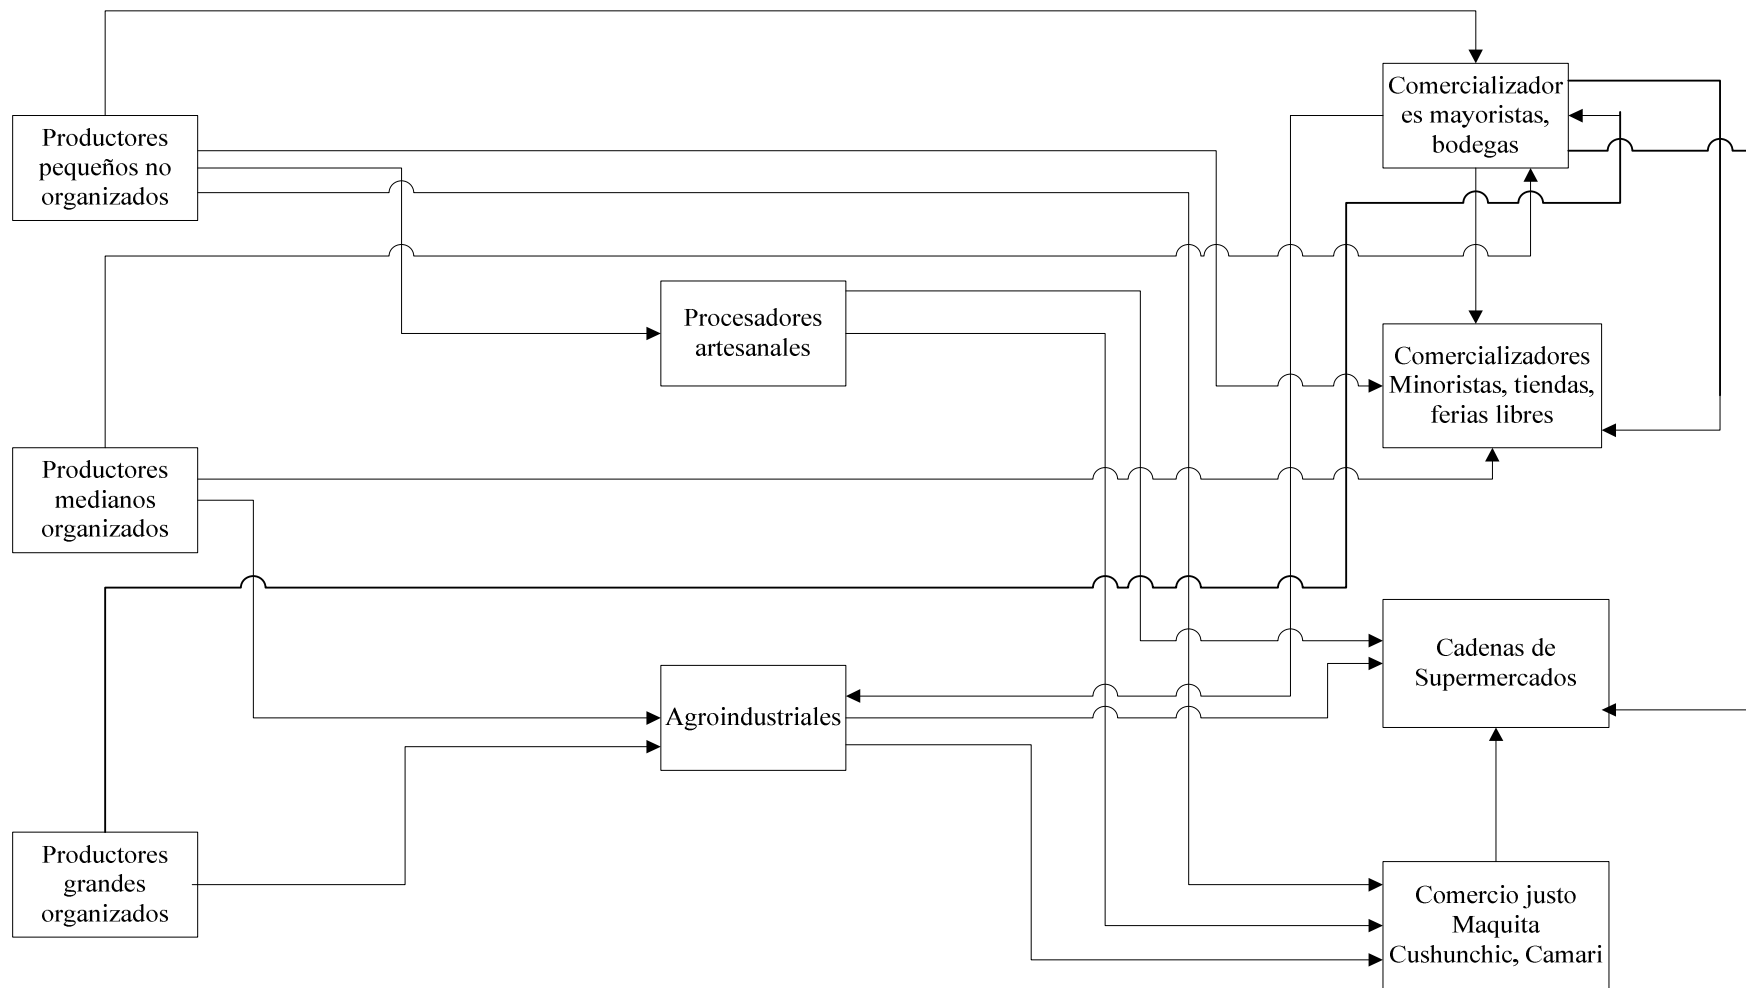 Comercializador
es mayoristas,
bodegas
Productores
pequeños no
organizados
Procesadores
artesanales
Comercializadores
Minoristas, tiendas,
ferias libres
Productores
medianos
organizados
Cadenas de
Supermercados
Agroindustriales
Productores
grandes
organizados
Comercio justo
Maquita
Cushunchic, Camari